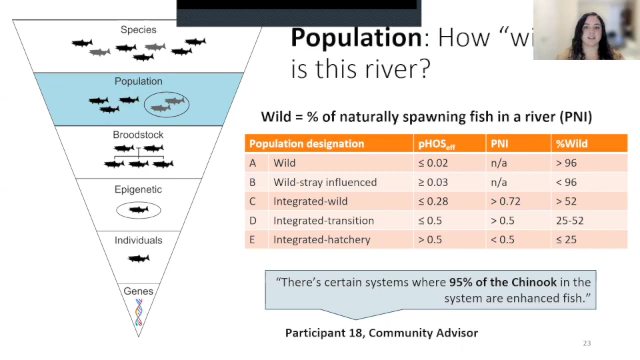 Population: How "wi
is this river?
Species
Population
Broodstock
Epigenetic
Individuals
Genes
Wild = % of naturally spawning fish in a river (PNI)
Population designation pHOSeff PNI %Wild
A Wild ≤ 0.02 n/a > 96
B Wild-stray influenced ≥ 0.03 n/a < 96
C Integrated-wild ≤ 0.28 > 0.72 > 52
D Integrated-transition ≤ 0.5 > 0.5 25-52
E Integrated-hatchery > 0.5 < 0.5 ≤ 25
"There's certain systems where 95% of the Chinook in the
system are enhanced fish."
Participant 18, Community Advisor
23